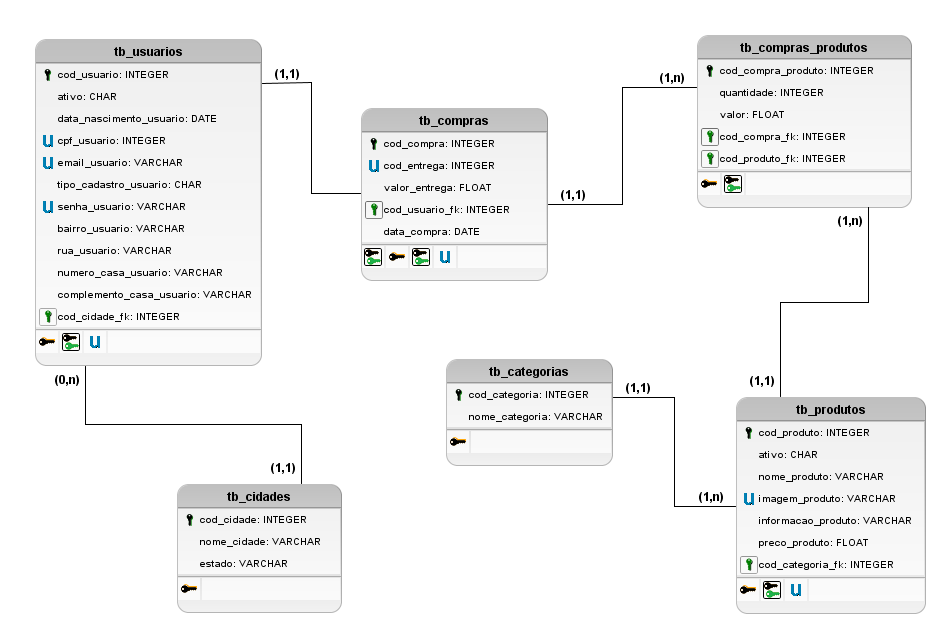 tb_usuarios
cod_usuario: INTEGER
ativo: CHAR
data_nascimento_usuario: DATE
u cpf_usuario: INTEGER
u email_usuario: VARCHAR
tipo_cadastro_usuario: CHAR
u senha_usuario: VARCHAR
bairro_usuario: VARCHAR
rua_usuario: VARCHAR
numero_casa_usuario: VARCHAR
complemento_casa_usuario: VARCHAR
cod_cidade_fk: INTEGER
u
(1,1)
(0,n)
tb_compras
cod_compra: INTEGER
u cod_entrega: INTEGER
valor_entrega: FLOAT
cod_usuario_fk: INTEGER
data_compra: DATE
u
(1,1)
(1,n)
tb_compras_produtos
cod_compra_produto: INTEGER
quantidade: INTEGER
valor: FLOAT
cod_compra_fk: INTEGER
cod_produto_fk: INTEGER
(1,n)
(1,1)
tb_categorias
cod_categoria: INTEGER
nome_categoria: VARCHAR
(1,1)
(1,n)
tb_produtos
cod_produto: INTEGER
ativo: CHAR
nome_produto: VARCHAR
u imagem_produto: VARCHAR
informacao_produto: VARCHAR
preco_produto: FLOAT
cod_categoria_fk: INTEGER
u
(1,1)
tb_cidades
cod_cidade: INTEGER
nome_cidade: VARCHAR
estado: VARCHAR